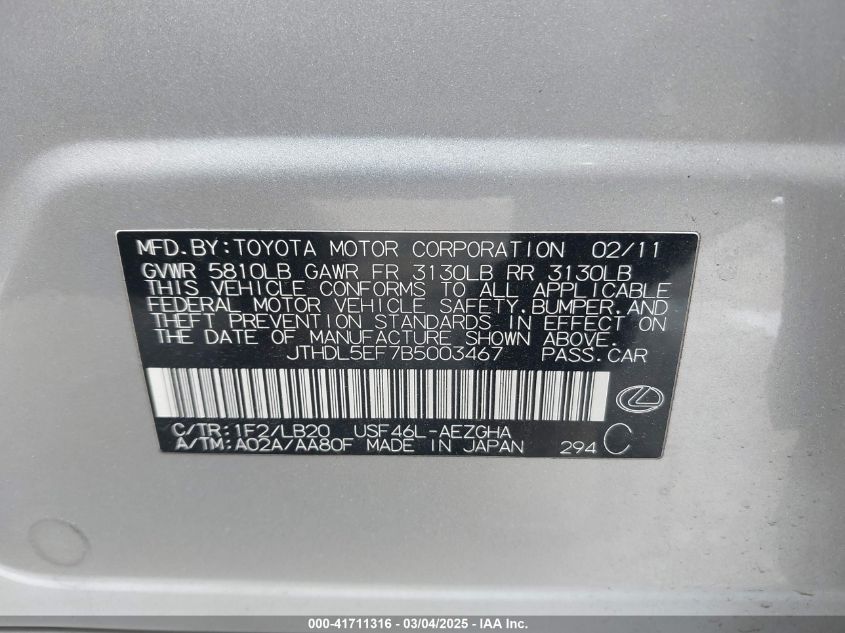 MFD.BY:TOYOTA MOTOR CORPORATION 02/11
GVWR 5810LB GAWR FR 3130LB RR 3130LB
THIS VEHICLE CONFORMS TO ALL APPLICABLE
FEDERAL MOTOR VEHICLE SAFETY,BUMPER,AND
THEFT PREVENTION STANDARDS IN EFFECT ON
THE DATE OF MANUFACTURE SHOWN ABOVE.
JTHDL5EF7B5003467 PASS.CAR
C/TR:1F2/LB20 USF46L-AEZGHA
A/TM:A02A/AA80F MADE IN JAPAN 294 C
000-41711316 - 03/04/2025 - IAA Inc.